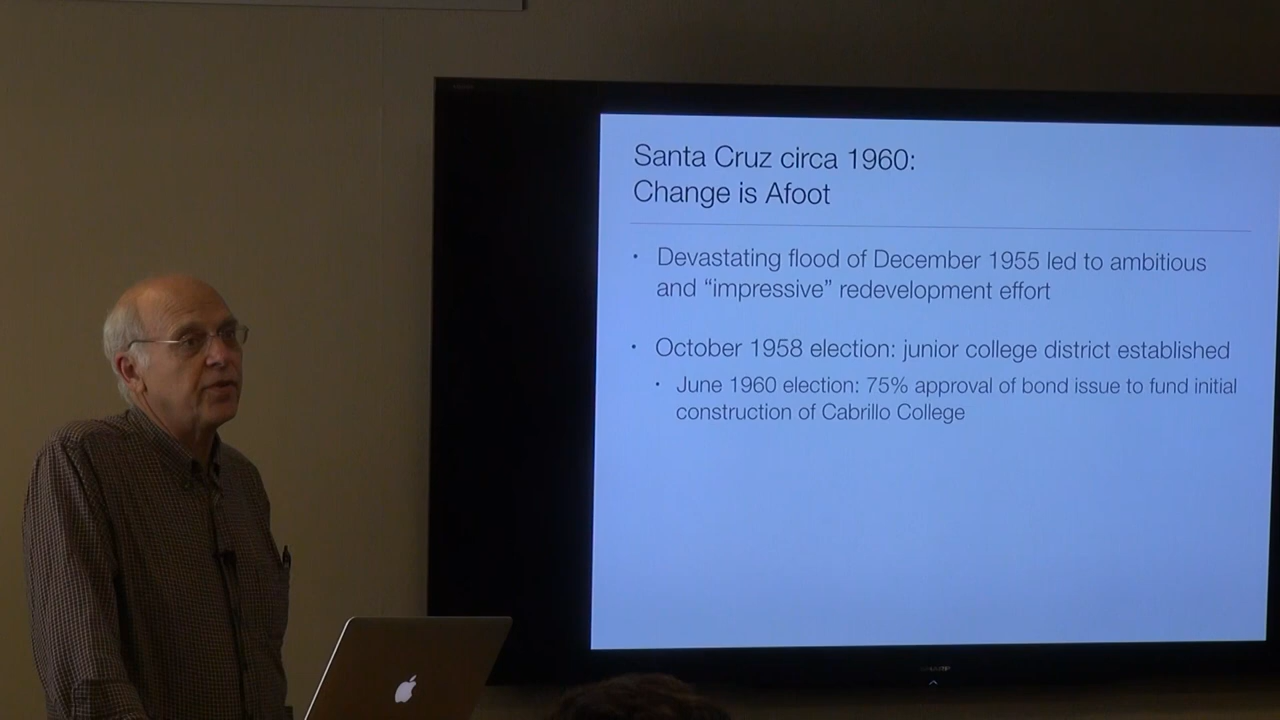 Santa Cruz circa 1960:
Change is Afoot
• Devastating flood of December 1955 led to ambitious
and “impressive” redevelopment effort
• October 1958 election: junior college district established
• June 1960 election: 75% approval of bond issue to fund initial
construction of Cabrillo College
SHARP